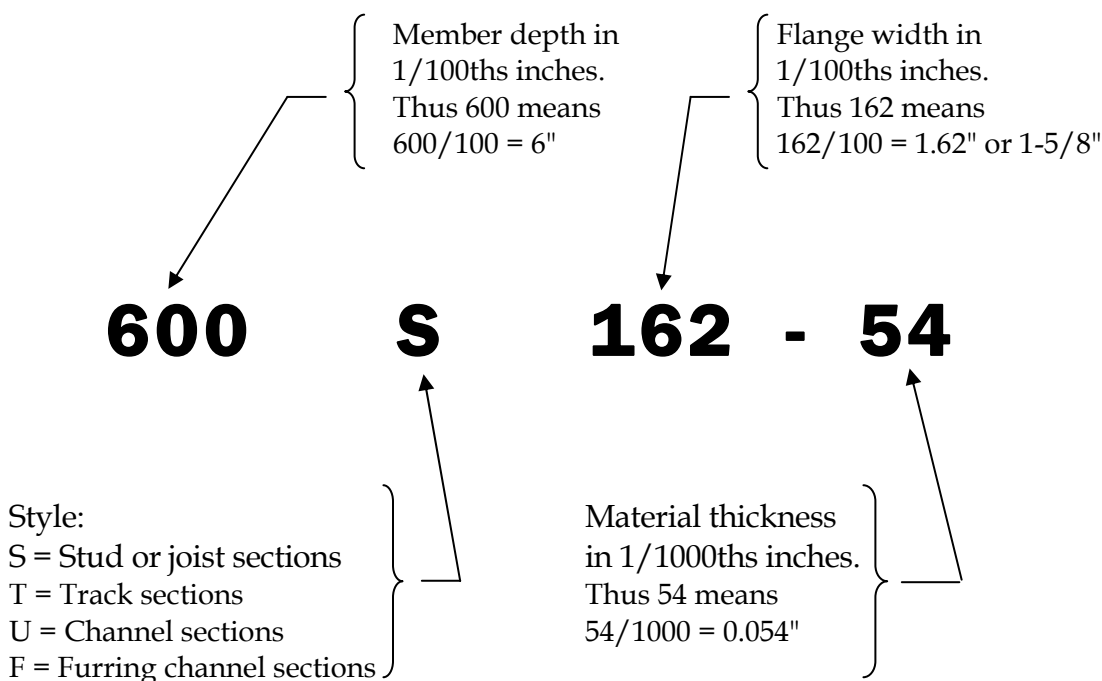 Member depth in
1/100ths inches.
Thus 600 means
600/100 = 6"
Flange width in
1/100ths inches.
Thus 162 means
162/100 = 1.62" or 1-5/8"
600 S 162 - 54
Style:
S = Stud or joist sections
T = Track sections
U = Channel sections
F = Furring channel sections
Material thickness
in 1/1000ths inches.
Thus 54 means
54/1000 = 0.054"